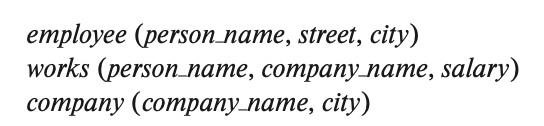 employee (person_name, street, city)
works (person_name, company_name, salary)
company (company_name, city)